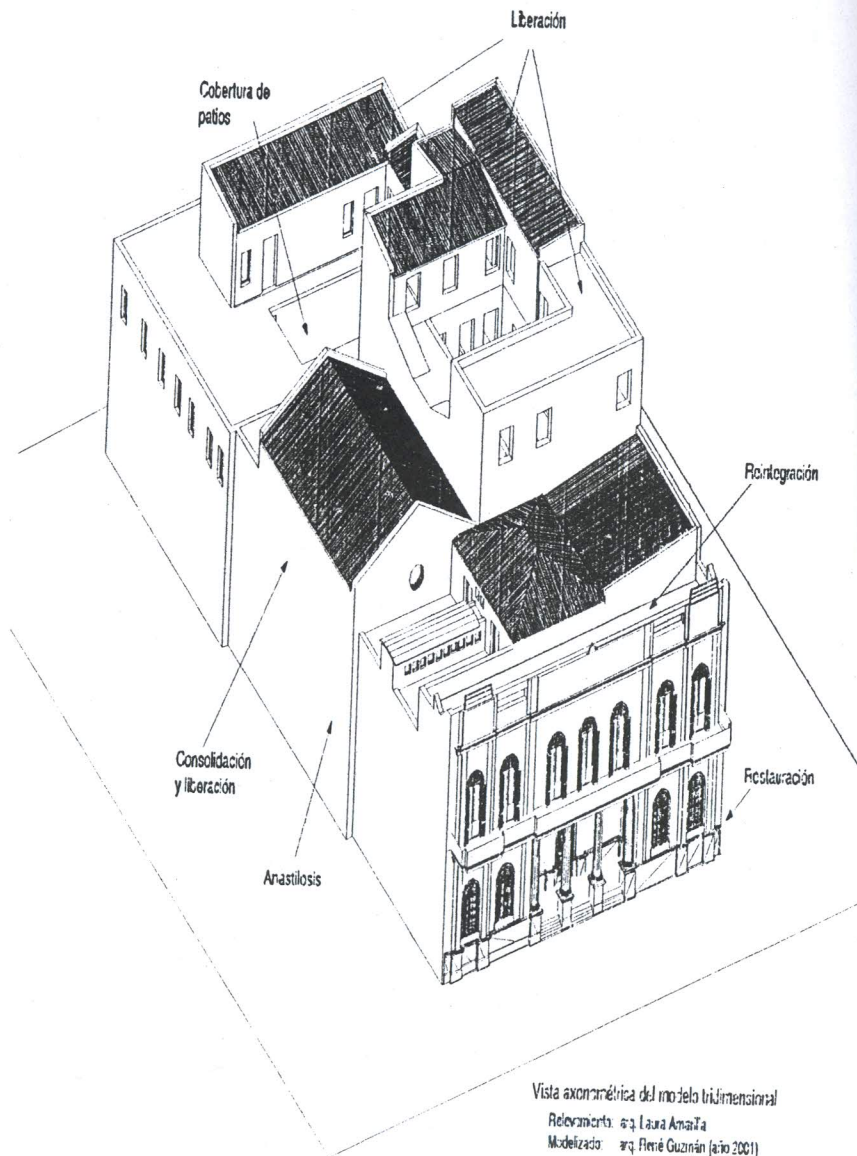 Liberación
Cobertura de
patios
Reintegración
Consolidación
y liberación
Restauración
Anastilosis
Vista axonométrica del modelo tridimensional
Relevamiento: arq. Laura Amarilla
Modelizado: arq. René Guzmán (año 2001)